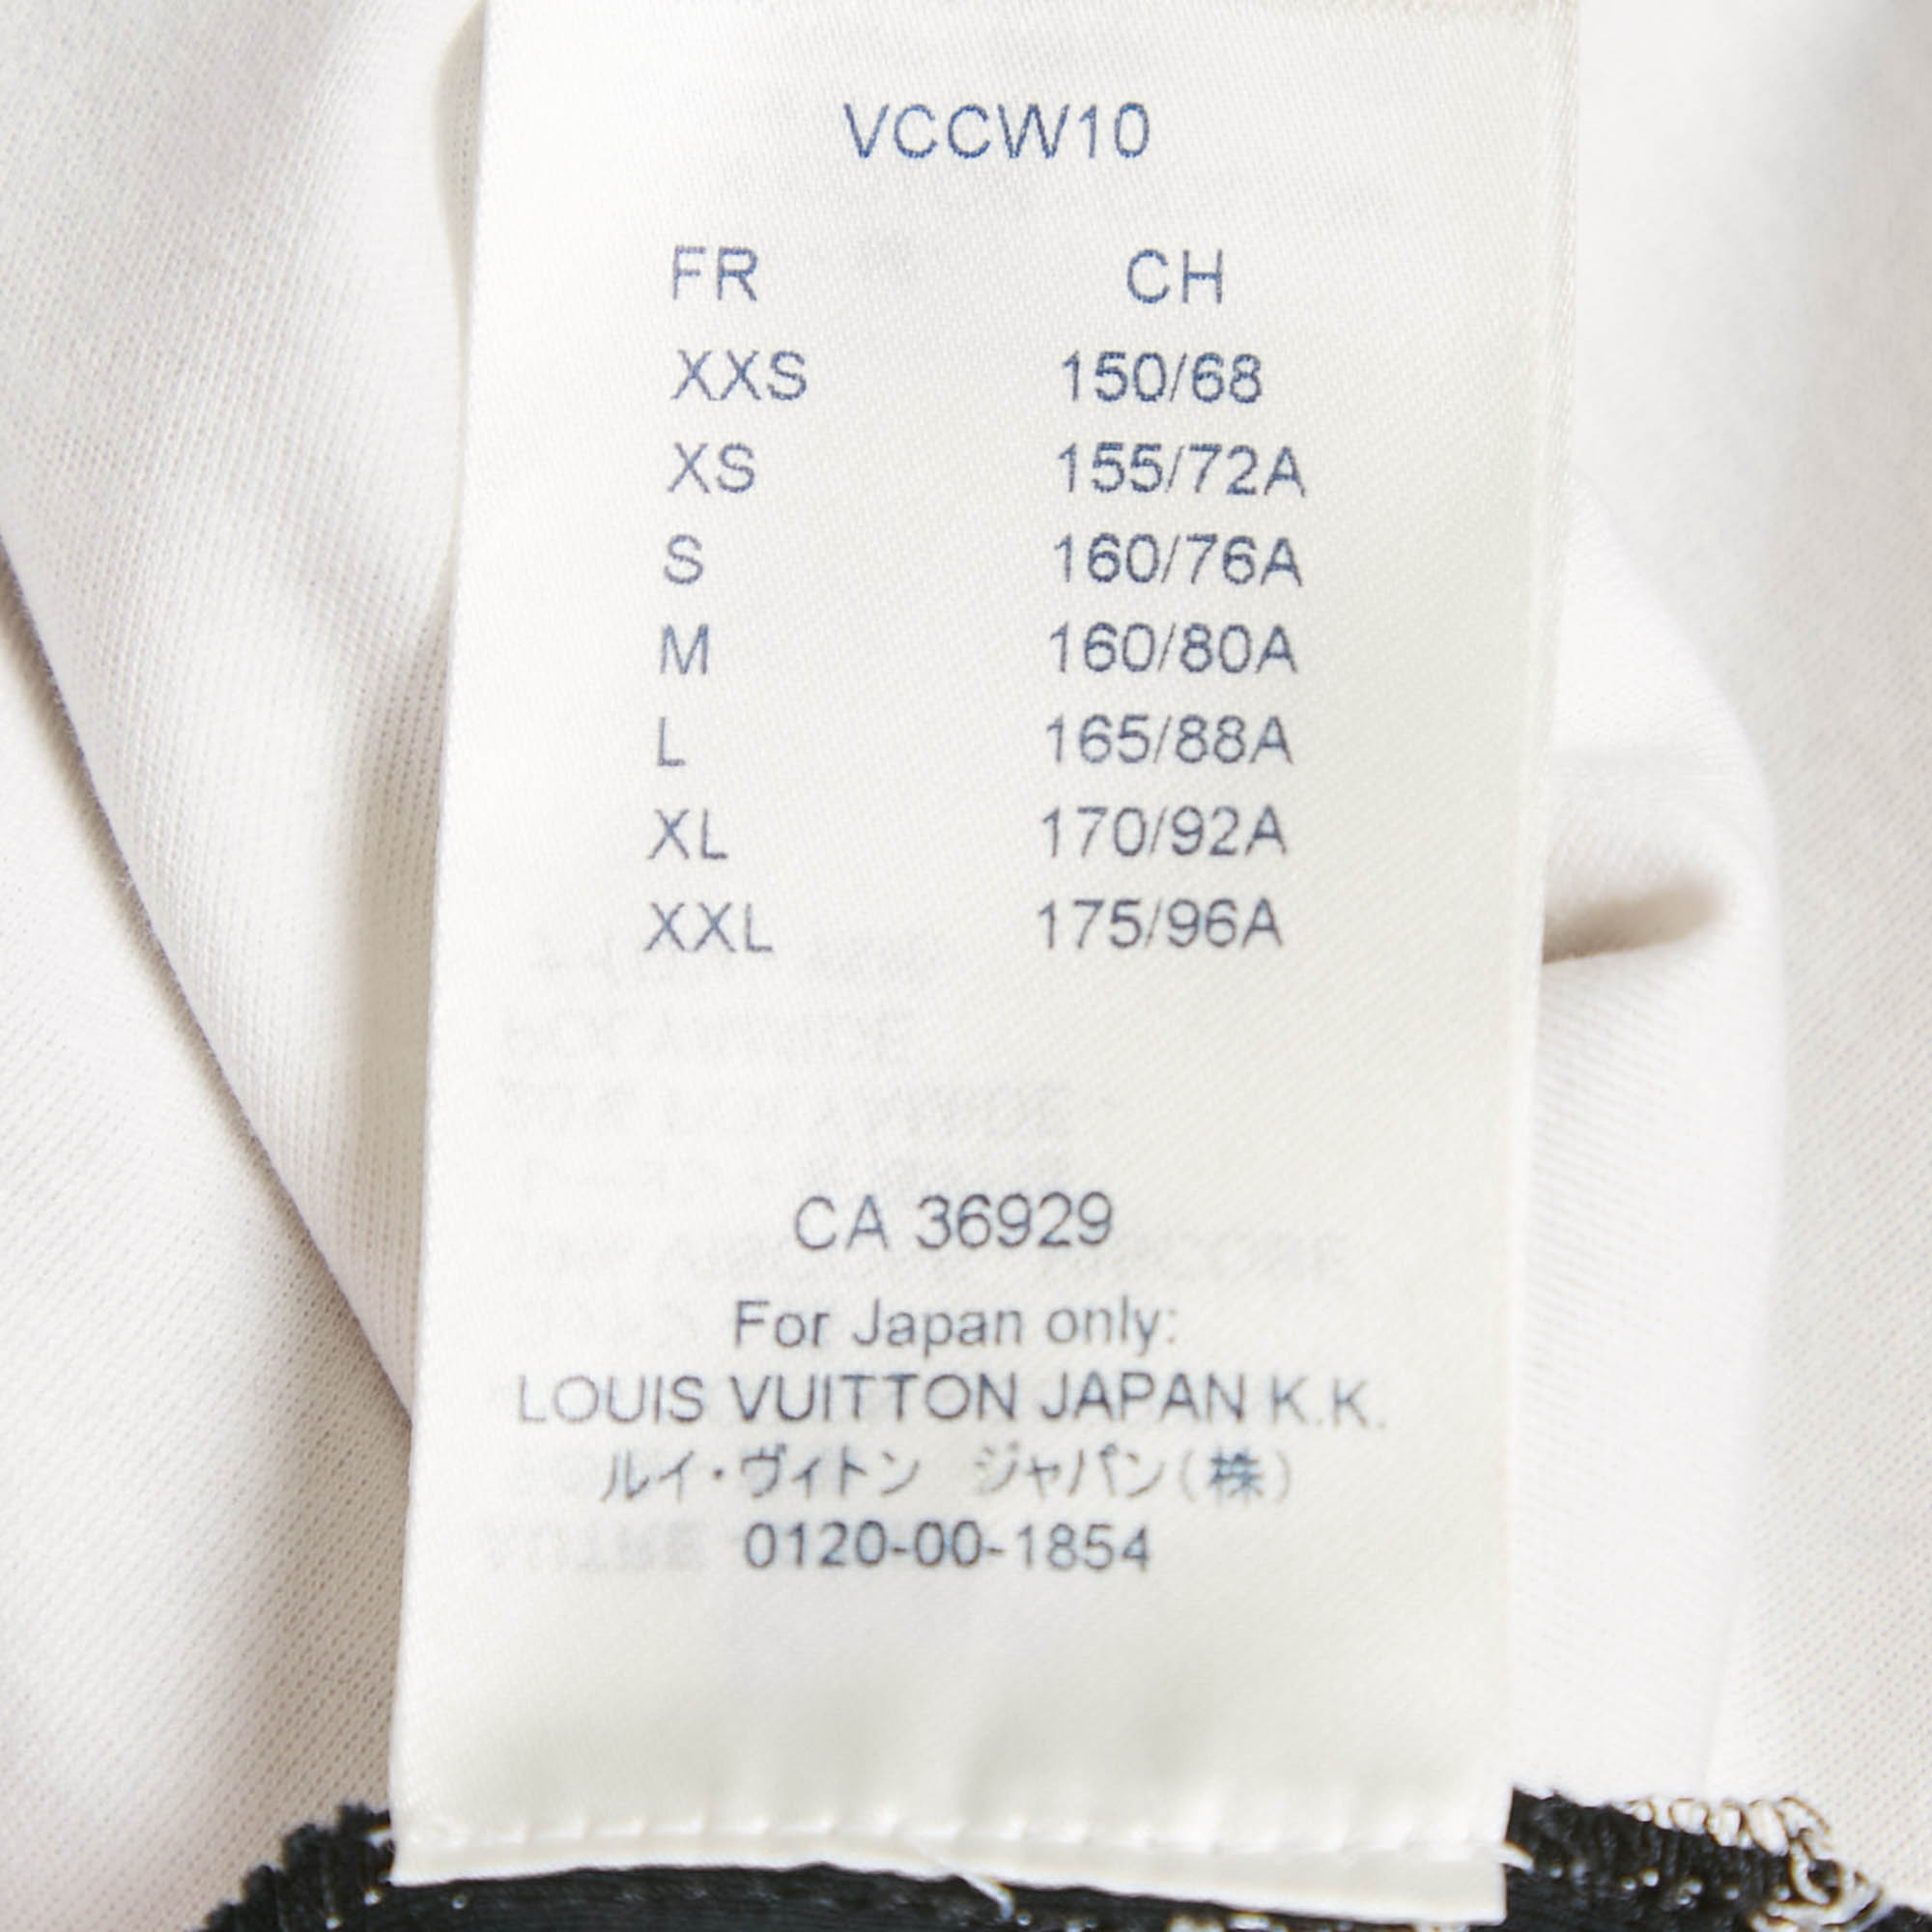 VCCW10
FR CH
XXS 150/68
XS 155/72A
S 160/76A
M 160/80A
L 165/88A
XL 170/92A
XXL 175/96A
CA 36929
For Japan only:
LOUIS VUITTON JAPAN K.K.
ルイ・ヴィトン ジャパン(株)
0120-00-1854